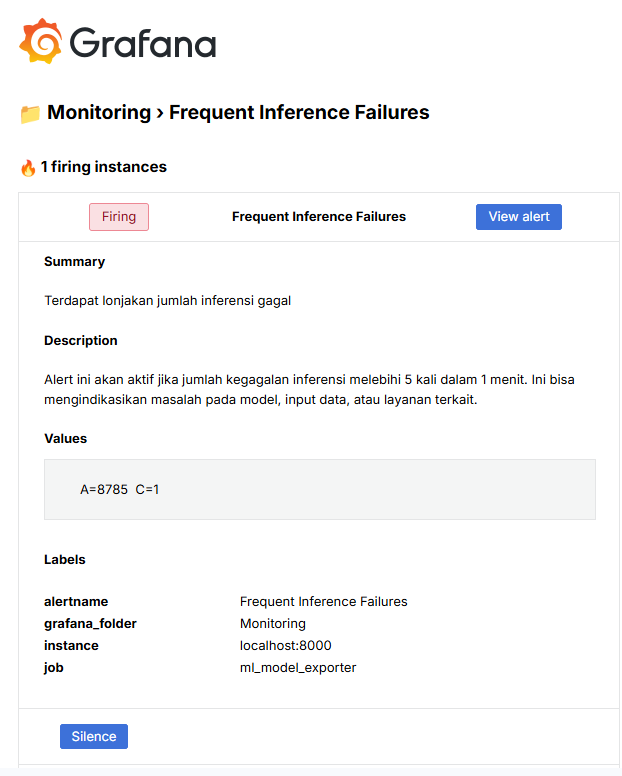 Grafana
Monitoring › Frequent Inference Failures
1 firing instances
Firing Frequent Inference Failures View alert
Summary
Terdapat lonjakan jumlah inferensi gagal
Description
Alert ini akan aktif jika jumlah kegagalan inferensi melebihi 5 kali dalam 1 menit. Ini bisa
mengindikasikan masalah pada model, input data, atau layanan terkait.
Values
A=8785 C=1
Labels
alertname Frequent Inference Failures
grafana_folder Monitoring
instance localhost:8000
job ml_model_exporter
Silence